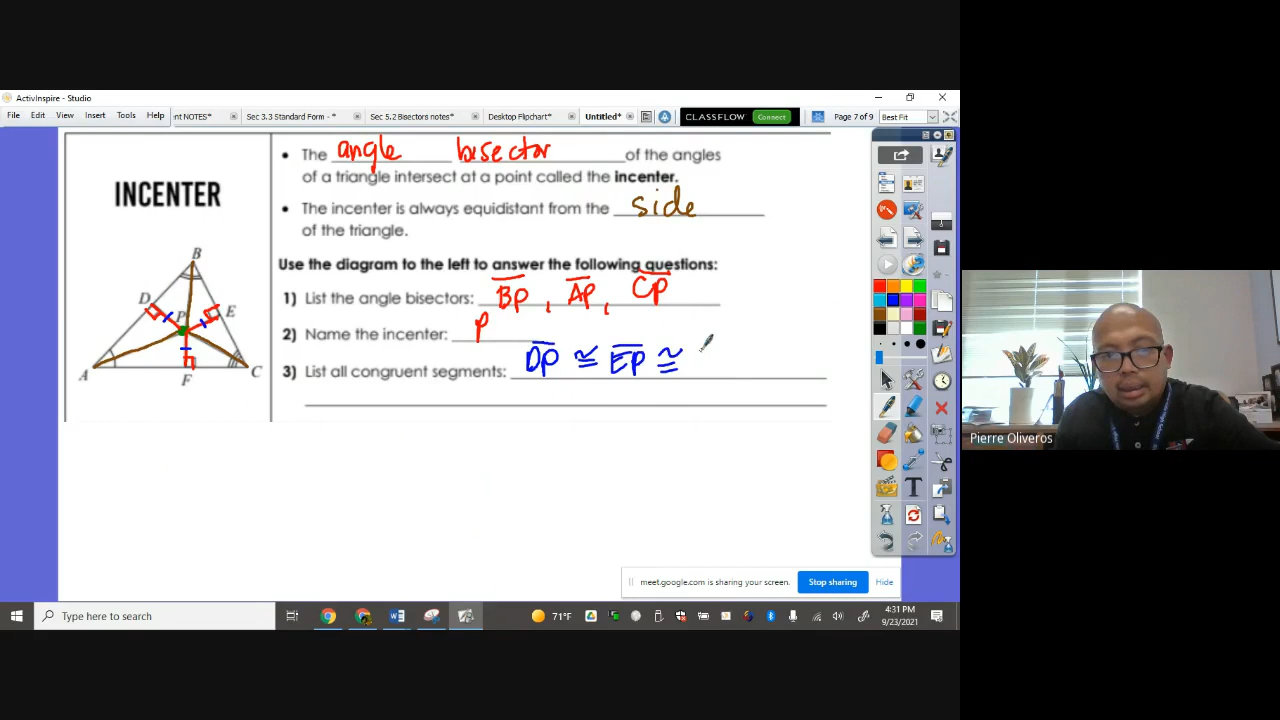 ActivInspire - Studio
File Edit View Insert Tools Help
nt NOTES* Sec 3.3 Standard Form - * Sec 5.2 Bisectors notes* Desktop Flipchart* Untitled* CLASSFLOW Connect Page 7 of 9 Best Fit
INCENTER
• The angle bisector of the angles
of a triangle intersect at a point called the incenter.
• The incenter is always equidistant from the side
of the triangle.
Use the diagram to the left to answer the following questions:
1) List the angle bisectors: BP, AP, CP
2) Name the incenter: P
3) List all congruent segments: DP ≅ EP ≅
B
D
E
P
A
F
C
Pierre Oliveros
meet.google.com is sharing your screen. Stop sharing Hide
Type here to search
71°F
4:31 PM
9/23/2021